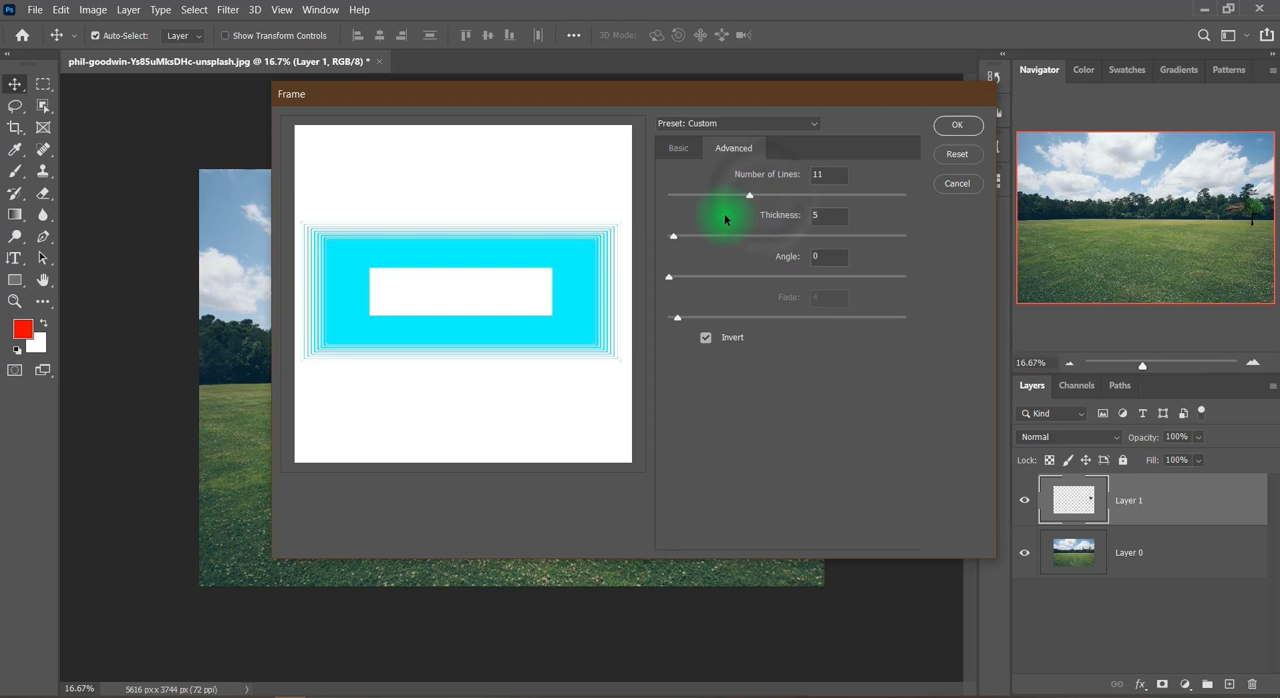 Ps File Edit Image Layer Type Select Filter 3D View Window Help
Auto-Select: Layer Show Transform Controls 3D Mode:
phil-goodwin-Ys85uMksDHc-unsplash.jpg @ 16.7% (Layer 1, RGB/8) * ×
Navigator Color Swatches Gradients Patterns
Frame
Preset: Custom
OK
Basic Advanced
Reset
Number of Lines: 11
Cancel
Thickness: 5
Angle: 0
Fade: 4
Invert
16.67%
Layers Channels Paths
Kind
Normal Opacity: 100%
Lock: Fill: 100%
Layer 1
Layer 0
16.67% 5616 px x 3744 px (72 ppi)